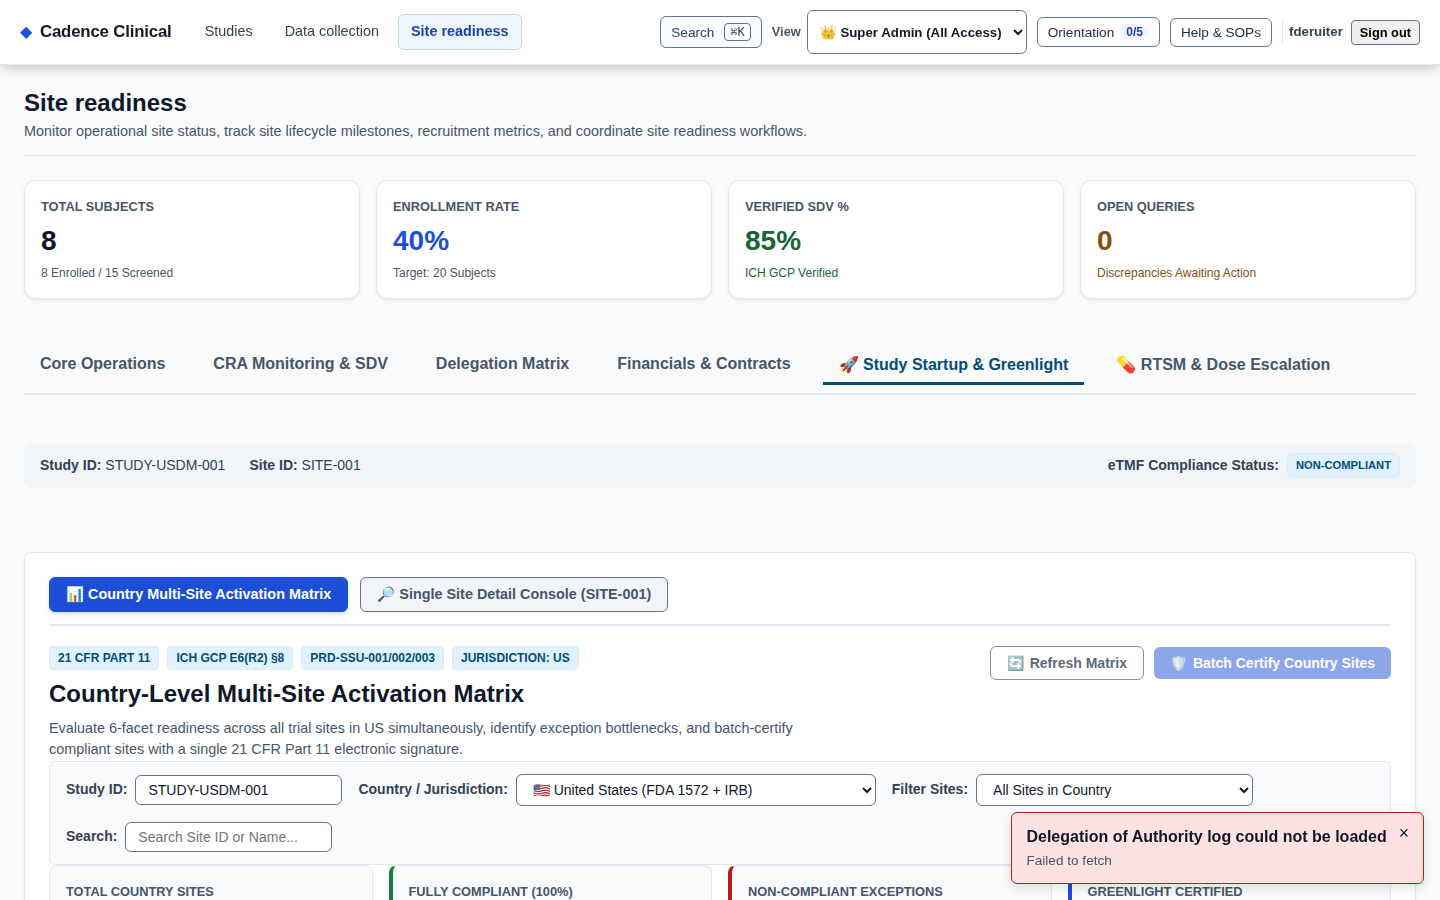 Cadence Clinical
Studies
Data collection
Site readiness
Search ⌘K
View
👑 Super Admin (All Access)
Orientation 0/5
Help & SOPs
fderuiter
Sign out
Site readiness
Monitor operational site status, track site lifecycle milestones, recruitment metrics, and coordinate site readiness workflows.
TOTAL SUBJECTS
8
8 Enrolled / 15 Screened
ENROLLMENT RATE
40%
Target: 20 Subjects
VERIFIED SDV %
85%
ICH GCP Verified
OPEN QUERIES
0
Discrepancies Awaiting Action
Core Operations
CRA Monitoring & SDV
Delegation Matrix
Financials & Contracts
🚀 Study Startup & Greenlight
💊 RTSM & Dose Escalation
Study ID: STUDY-USDM-001
Site ID: SITE-001
eTMF Compliance Status: NON-COMPLIANT
📊 Country Multi-Site Activation Matrix
🔎 Single Site Detail Console (SITE-001)
21 CFR PART 11
ICH GCP E6(R2) §8
PRD-SSU-001/002/003
JURISDICTION: US
🔄 Refresh Matrix
🛡️ Batch Certify Country Sites
Country-Level Multi-Site Activation Matrix
Evaluate 6-facet readiness across all trial sites in US simultaneously, identify exception bottlenecks, and batch-certify
compliant sites with a single 21 CFR Part 11 electronic signature.
Study ID: STUDY-USDM-001
Country / Jurisdiction: 🇺🇸 United States (FDA 1572 + IRB)
Filter Sites: All Sites in Country
Search: Search Site ID or Name...
Delegation of Authority log could not be loaded ×
Failed to fetch
TOTAL COUNTRY SITES
FULLY COMPLIANT (100%)
NON-COMPLIANT EXCEPTIONS
GREENLIGHT CERTIFIED